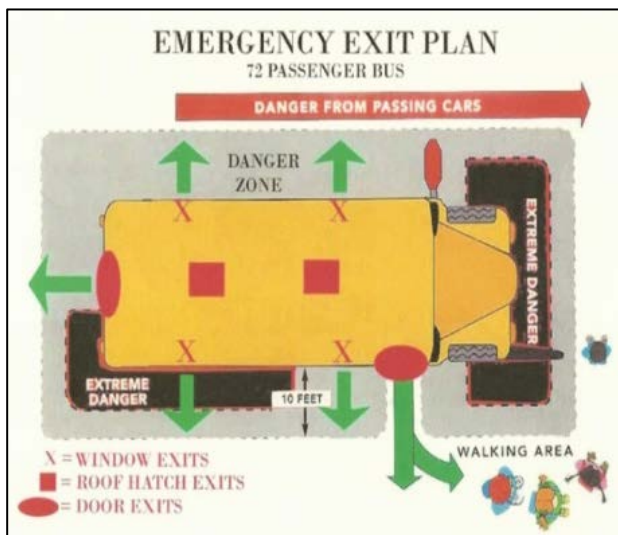 EMERGENCY EXIT PLAN
72 PASSENGER BUS
DANGER FROM PASSING CARS
DANGER
ZONE
X
X
EXTREME DANGER
X
X
EXTREME
DANGER
10 FEET
WALKING AREA
X = WINDOW EXITS
= ROOF HATCH EXITS
= DOOR EXITS